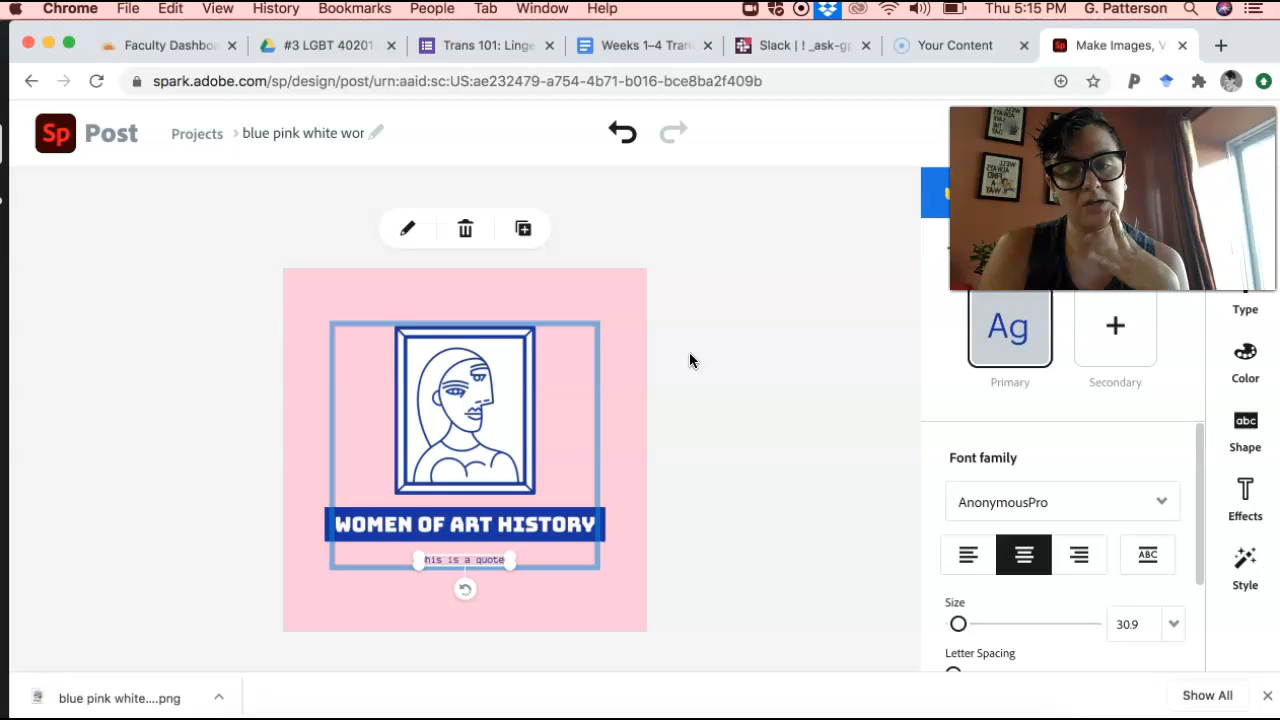 Chrome File Edit View History Bookmarks People Tab Window Help Thu 5:15 PM G. Patterson
Faculty Dashbo #3 LGBT 40201 Trans 101: Linge Weeks 1–4 Tran Slack | ! _ask-g Your Content Make Images, V
spark.adobe.com/sp/design/post/urn:aaid:sc:US:ae232479-a754-4b71-b016-bce8ba2f409b
Sp Post Projects blue pink white wor
Ag
Primary
Secondary
Type
Color
abc
Shape
Effects
Style
Font family
AnonymousPro
ABC
Size
30.9
Letter Spacing
WOMEN OF ART HISTORY
his is a quote
blue pink white....png
Show All